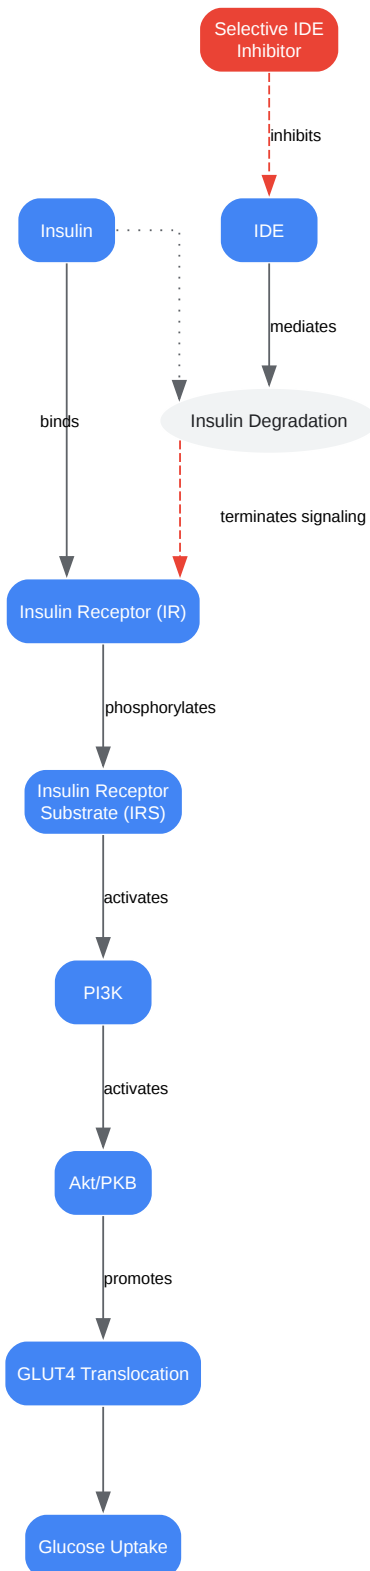 Selective IDE
Inhibitor
inhibits
Insulin
IDE
mediates
binds
Insulin Degradation
terminates signaling
Insulin Receptor (IR)
phosphorylates
Insulin Receptor
Substrate (IRS)
activates
PI3K
activates
Akt/PKB
promotes
GLUT4 Translocation
Glucose Uptake